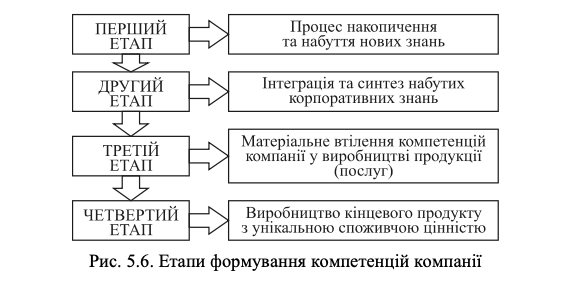 ПЕРШИЙ
ЕТАП
Процес накопичення
та набуття нових знань
ДРУГИЙ
ЕТАП
Інтеграція та синтез набутих
корпоративних знань
ТРЕТІЙ
ЕТАП
Матеріальне втілення компетенцій
компанії у виробництві продукції
(послуг)
ЧЕТВЕРТИЙ
ЕТАП
Виробництво кінцевого продукту
з унікальною споживчою цінністю
Рис. 5.6. Етапи формування компетенцій компанії